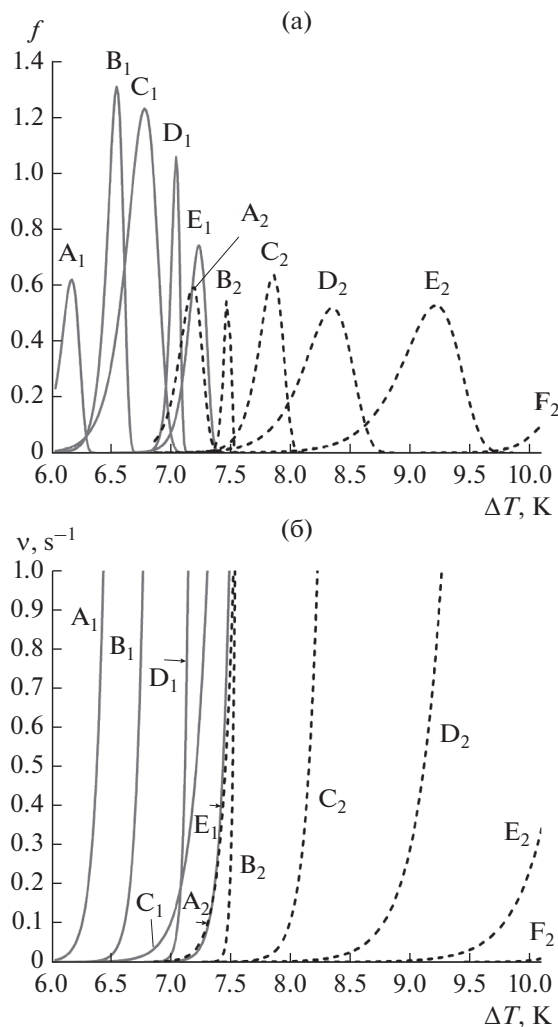 (а)
f
1.4
1.2
1.0
0.8
0.6
0.4
0.2
0
B1
C1
D1
A1
E1
A2
B2
C2
D2
E2
F2
6.0 6.5 7.0 7.5 8.0 8.5 9.0 9.5 10.0
ΔT, K
(б)
ν, s⁻¹
1.0
0.9
0.8
0.7
0.6
0.5
0.4
0.3
0.2
0.1
0
A1
B1
D1
D2
C2
E1
E2
B2
C1
A2
F2
6.0 6.5 7.0 7.5 8.0 8.5 9.0 9.5 10.0
ΔT, K